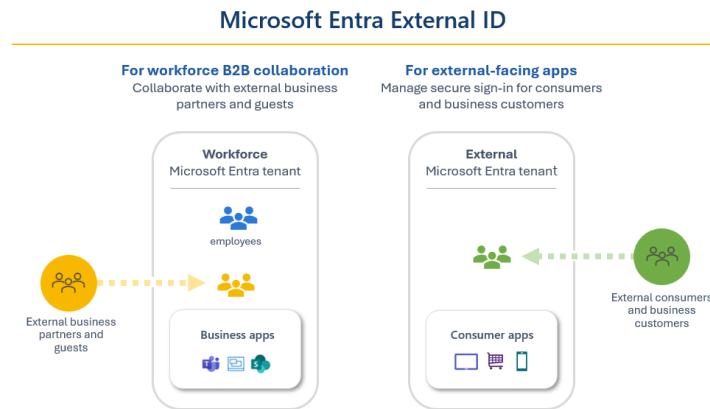 Microsoft Entra External ID
For workforce B2B collaboration
Collaborate with external business
partners and guests
For external-facing apps
Manage secure sign-in for consumers
and business customers
Workforce
Microsoft Entra tenant
employees
External business
partners and
guests
Business apps
External
Microsoft Entra tenant
External consumers
and business
customers
Consumer apps